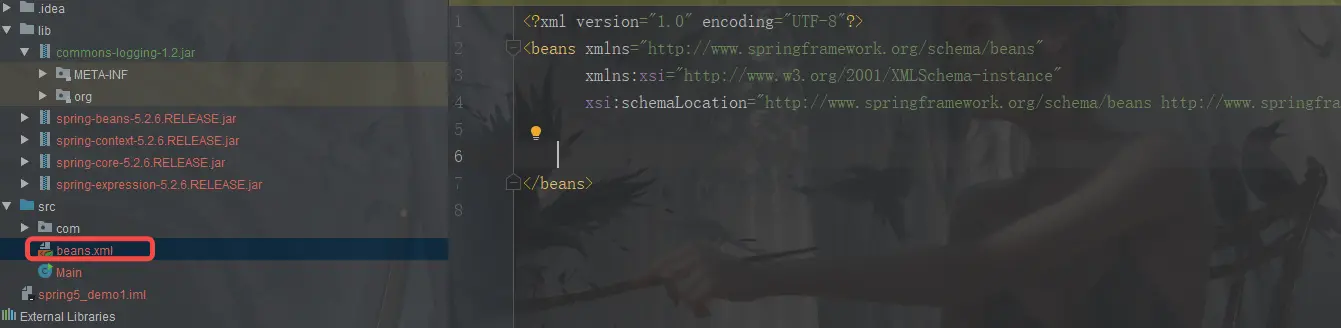 .idea
lib
commons-logging-1.2.jar
META-INF
org
spring-beans-5.2.6.RELEASE.jar
spring-context-5.2.6.RELEASE.jar
spring-core-5.2.6.RELEASE.jar
spring-expression-5.2.6.RELEASE.jar
src
com
beans.xml
Main
spring5_demo1.iml
External Libraries
1 <?xml version="1.0" encoding="UTF-8"?>
2 <beans xmlns="http://www.springframework.org/schema/beans"
3 xmlns:xsi="http://www.w3.org/2001/XMLSchema-instance"
4 xsi:schemaLocation="http://www.springframework.org/schema/beans http://www.springfram
5
6
7 </beans>
8